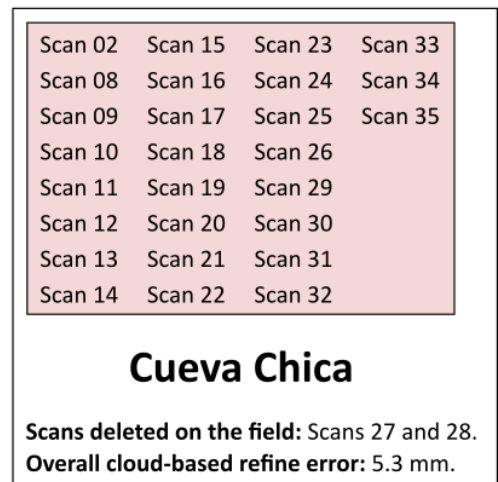 Scan 02 Scan 15 Scan 23 Scan 33
Scan 08 Scan 16 Scan 24 Scan 34
Scan 09 Scan 17 Scan 25 Scan 35
Scan 10 Scan 18 Scan 26
Scan 11 Scan 19 Scan 29
Scan 12 Scan 20 Scan 30
Scan 13 Scan 21 Scan 31
Scan 14 Scan 22 Scan 32
Cueva Chica
Scans deleted on the field: Scans 27 and 28.
Overall cloud-based refine error: 5.3 mm.